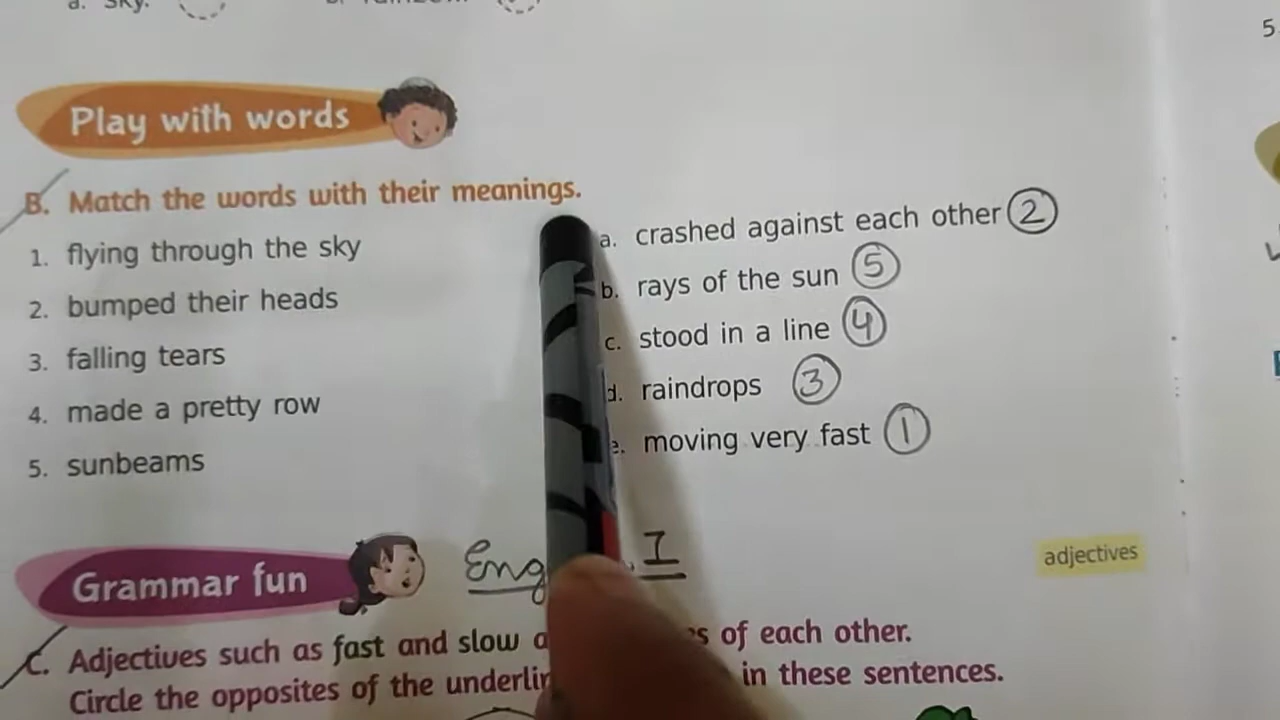 a. sky.
5.
Play with words
B. Match the words with their meanings.
1. flying through the sky
2. bumped their heads
3. falling tears
4. made a pretty row
5. sunbeams
a. crashed against each other 2
b. rays of the sun 5
c. stood in a line 4
d. raindrops 3
e. moving very fast 1
Grammar fun
Eng I
adjectives
C. Adjectives such as fast and slow of each other.
Circle the opposites of the in these sentences.